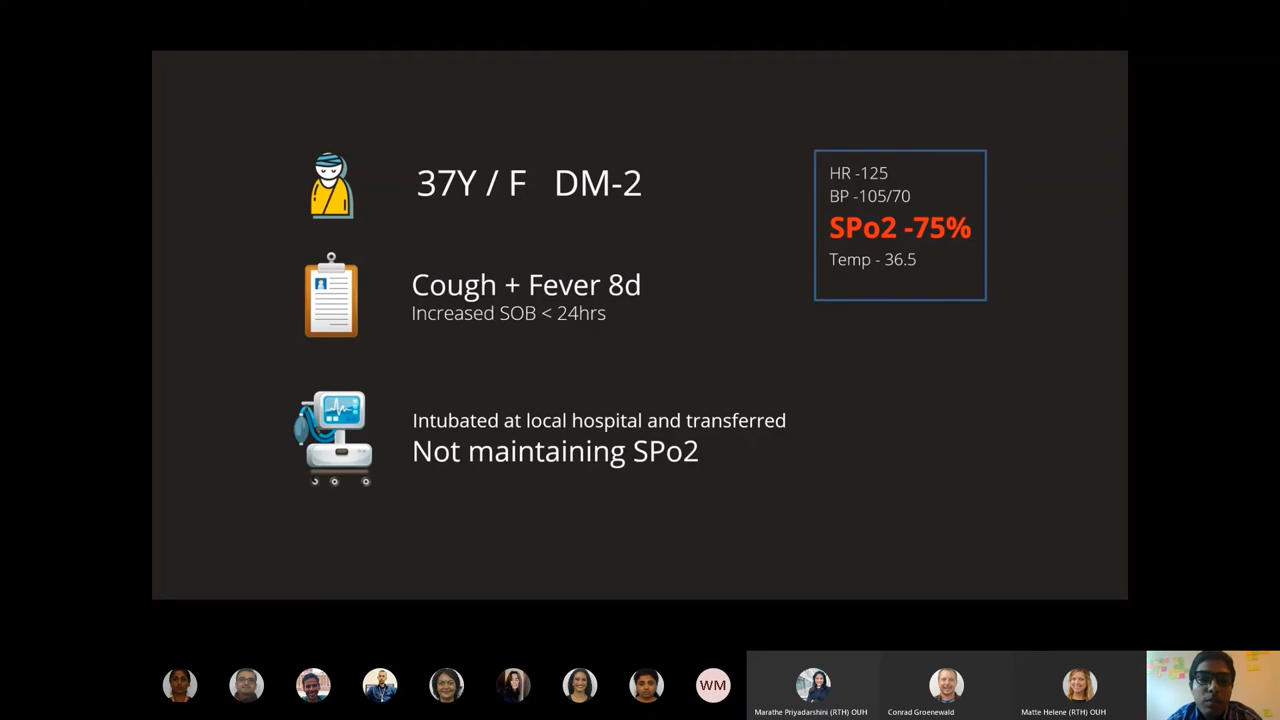 37Y / F DM-2
HR -125
BP -105/70
SPo2 -75%
Temp - 36.5
Cough + Fever 8d
Increased SOB < 24hrs
Intubated at local hospital and transferred
Not maintaining SPo2
WM
Marathe Priyadarshini (RTH) OUH
Conrad Groenewald
Matte Helene (RTH) OUH